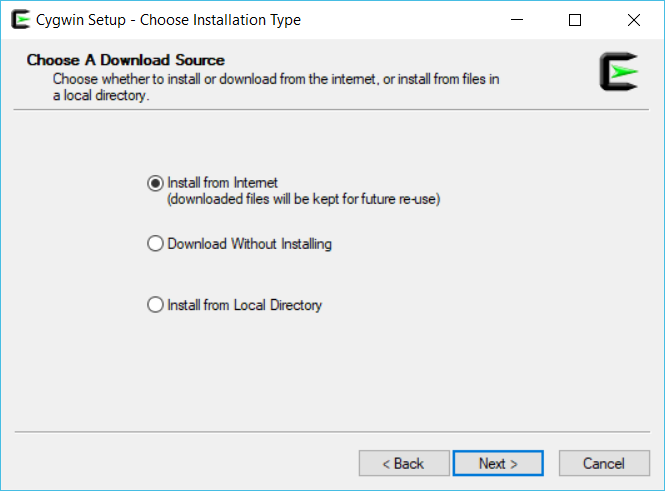 Cygwin Setup - Choose Installation Type
Choose A Download Source
Choose whether to install or download from the internet, or install from files in
a local directory.
Install from Internet
(downloaded files will be kept for future re-use)
Download Without Installing
Install from Local Directory
< Back
Next >
Cancel